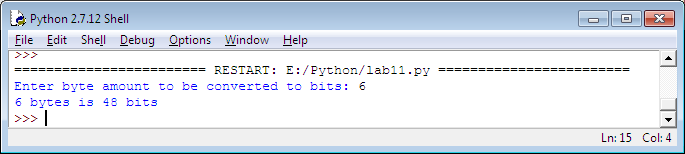 Python 2.7.12 Shell
File Edit Shell Debug Options Window Help
>>>
======================== RESTART: E:/Python/lab11.py ========================
Enter byte amount to be converted to bits: 6
6 bytes is 48 bits
>>>
Ln: 15 Col: 4